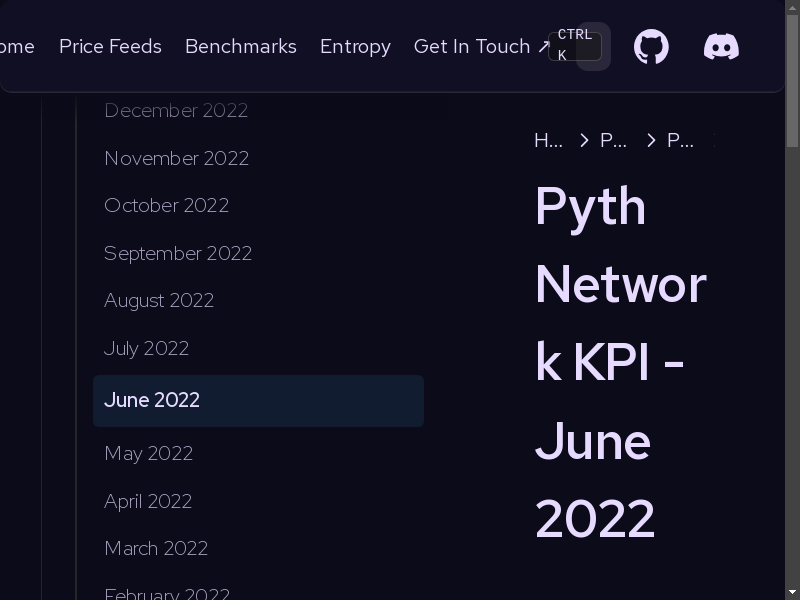 ome Price Feeds Benchmarks Entropy Get In Touch ↗ CTRL K
December 2022
November 2022
October 2022
September 2022
August 2022
July 2022
June 2022
May 2022
April 2022
March 2022
February 2022
H… > P… > P…
Pyth
Networ
k KPI -
June
2022